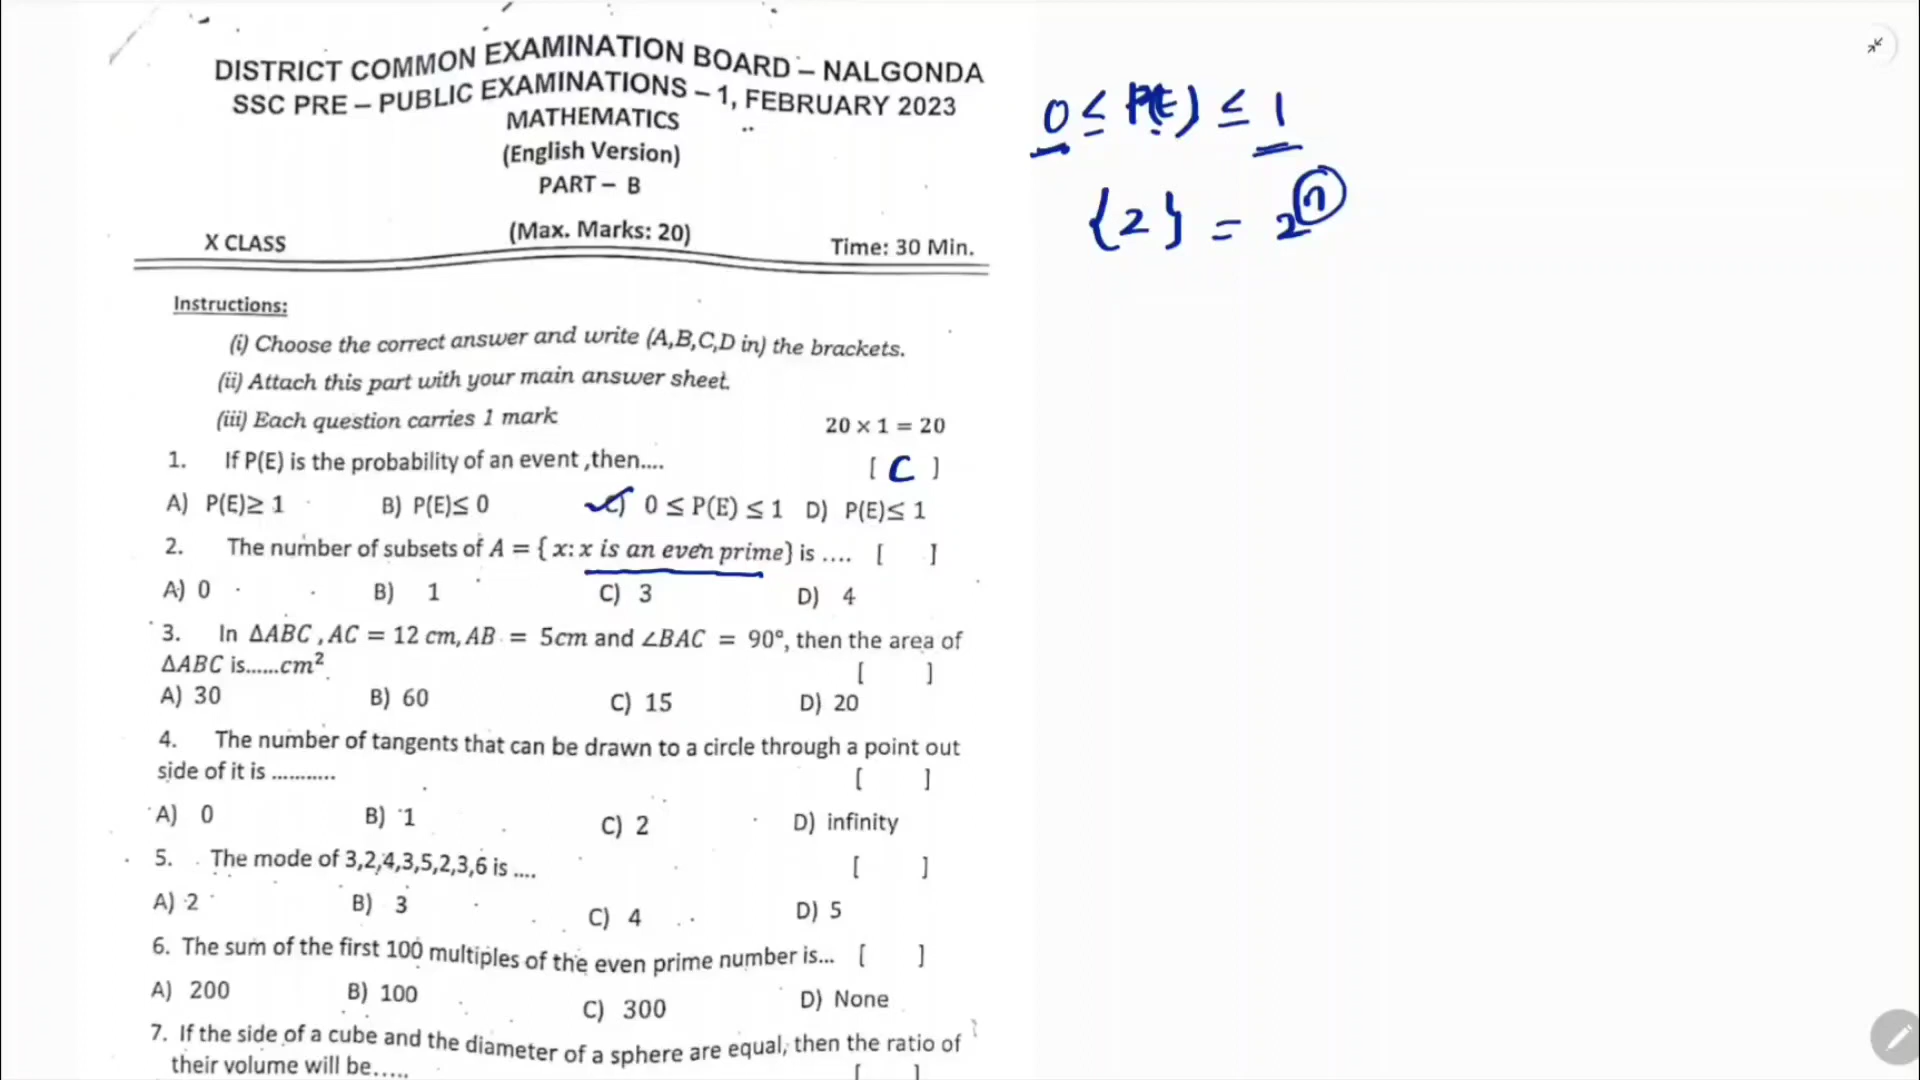 DISTRICT COMMON EXAMINATION BOARD – NALGONDA
SSC PRE – PUBLIC EXAMINATIONS – 1, FEBRUARY 2023
MATHEMATICS
(English Version)
PART – B
X CLASS (Max. Marks: 20) Time: 30 Min.
Instructions:
(i) Choose the correct answer and write (A,B,C,D in) the brackets.
(ii) Attach this part with your main answer sheet.
(iii) Each question carries 1 mark 20 × 1 = 20
1. If P(E) is the probability of an event ,then.... [ C ]
A) P(E)≥ 1 B) P(E)≤ 0 C) 0 ≤ P(E) ≤ 1 D) P(E)≤ 1
2. The number of subsets of A = { x: x is an even prime} is .... [ ]
A) 0 B) 1 C) 3 D) 4
3. In ΔABC , AC = 12 cm, AB = 5cm and ∠BAC = 90°, then the area of
ΔABC is......cm² [ ]
A) 30 B) 60 C) 15 D) 20
4. The number of tangents that can be drawn to a circle through a point out
side of it is ........... [ ]
A) 0 B) 1 C) 2 D) infinity
5. The mode of 3,2,4,3,5,2,3,6 is .... [ ]
A) 2 B) 3 C) 4 D) 5
6. The sum of the first 100 multiples of the even prime number is... [ ]
A) 200 B) 100 C) 300 D) None
7. If the side of a cube and the diameter of a sphere are equal, then the ratio of
their volume will be..... [ ]
0 ≤ P(E) ≤ 1
{2} = 2